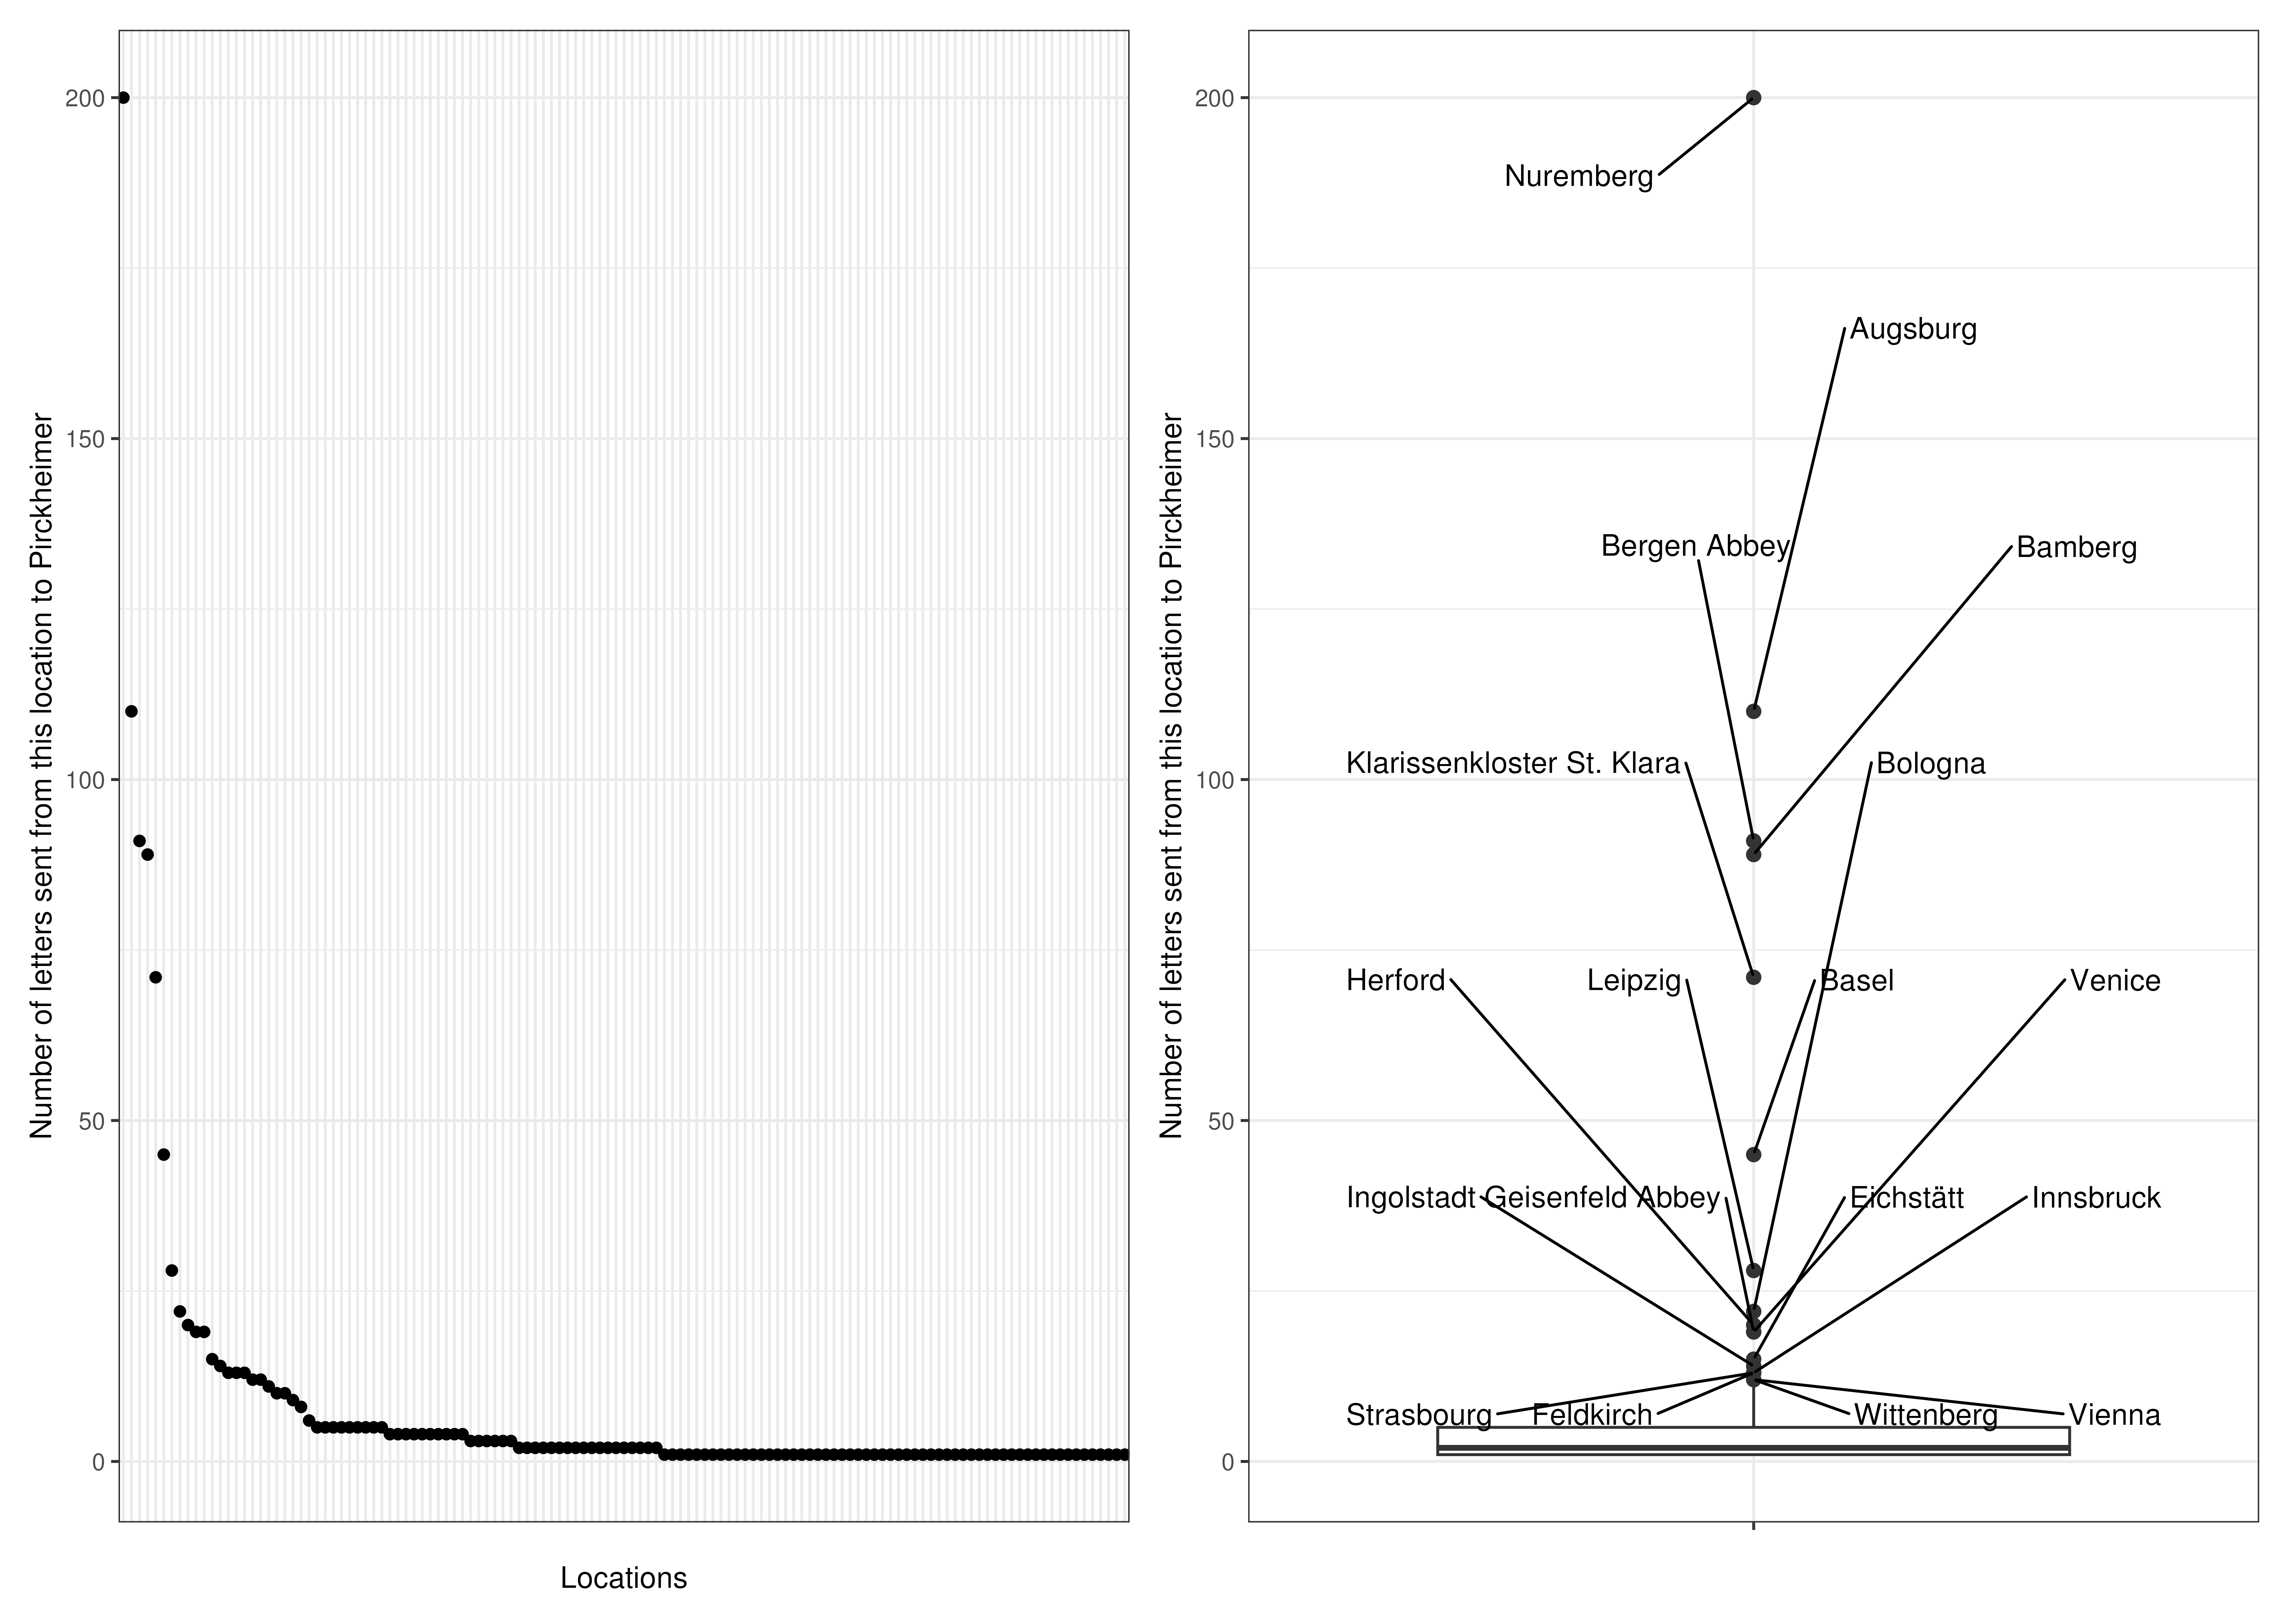 Number of letters sent from this location to Pirckheimer
200
150
100
50
0
Locations
Number of letters sent from this location to Pirckheimer
200
150
100
50
0
Nuremberg
Augsburg
Bergen Abbey
Bamberg
Klarissenkloster St. Klara
Bologna
Herford
Leipzig
Basel
Venice
Ingolstadt
Geisenfeld Abbey
Eichstätt
Innsbruck
Strasbourg
Feldkirch
Wittenberg
Vienna